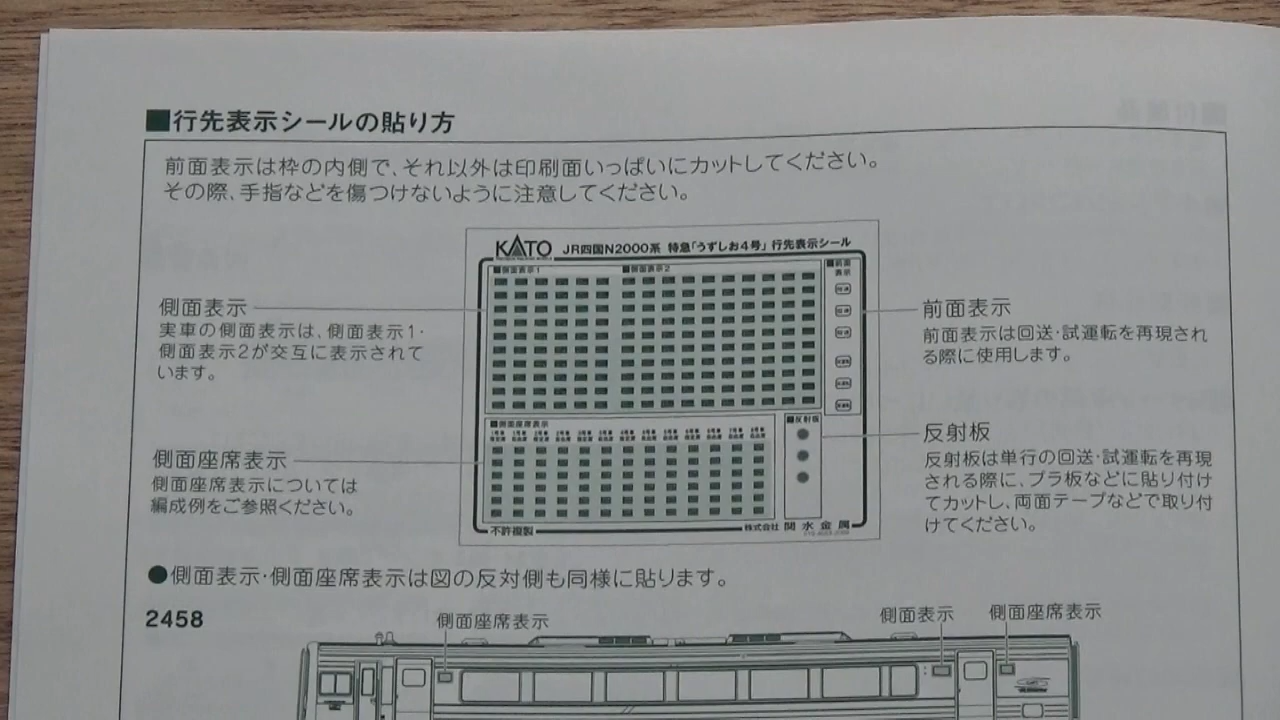 ■行先表示シールの貼り方
前面表示は枠の内側で、それ以外は印刷面いっぱいにカットしてください。
その際、手指などを傷つけないように注意してください。
KATO JR四国N2000系 特急「うずしお4号」行先表示シール
■側面表示1
■側面表示2
■前面
表示
側面表示
実車の側面表示は、側面表示1・
側面表示2が交互に表示されて
います。
前面表示
前面表示は回送・試運転を再現され
る際に使用します。
■側面座席表示
■反射板
側面座席表示
側面座席表示については
編成例をご参照ください。
反射板
反射板は単行の回送・試運転を再現
される際に、プラ板などに貼り付け
てカットし、両面テープなどで取り付
けてください。
不許複製
株式会社 関水金属
●側面表示・側面座席表示は図の反対側も同様に貼ります。
2458
側面座席表示
側面表示
側面座席表示